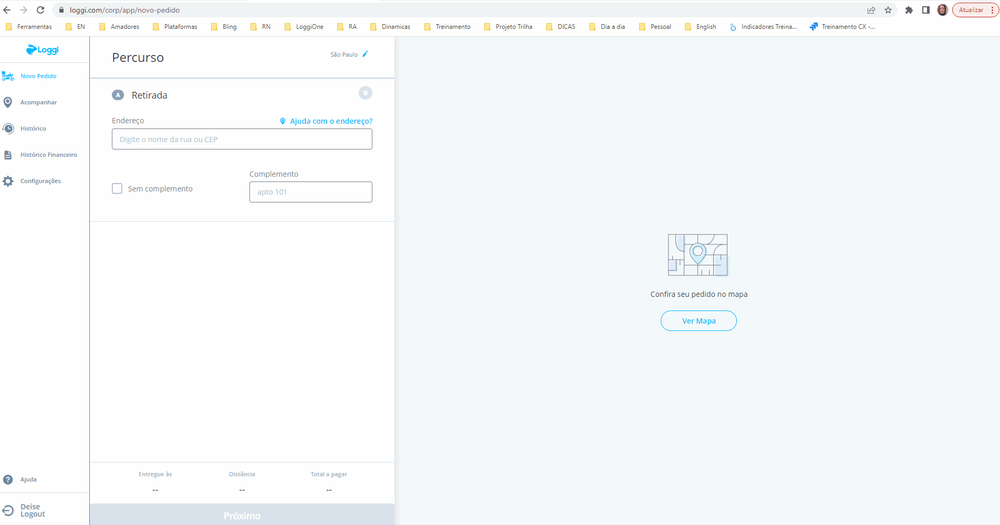 loggi.com/corp/app/novo-pedido
Atualizar
Ferramentas EN Amadores Plataformas Bling RN LoggiOne RA Dinamicas Treinamento Projeto Trilha DICAS Dia a dia Pessoal English Indicadores Treina... Treinamento CX -...
Loggi
Novo Pedido
Acompanhar
Histórico
Histórico Financeiro
Configurações
Ajuda
Deise
Logout
Percurso
São Paulo
A Retirada
Endereço
Ajuda com o endereço?
Digite o nome da rua ou CEP
Sem complemento
Complemento
apto 101
Entregue às
--
Distância
--
Total a pagar
--
Próximo
Confira seu pedido no mapa
Ver Mapa